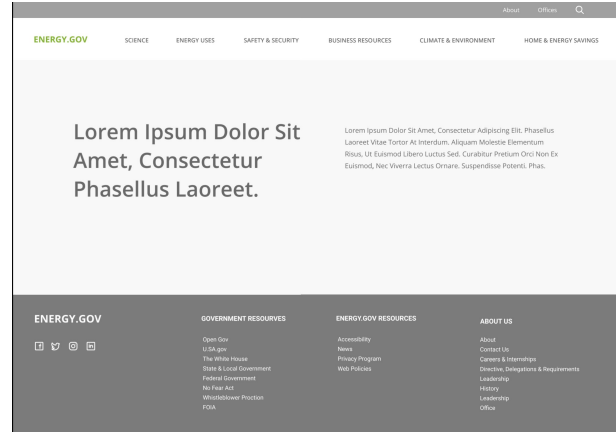 About Offices
ENERGY.GOV SCIENCE ENERGY USES SAFETY & SECURITY BUSINESS RESOURCES CLIMATE & ENVIRONMENT HOME & ENERGY SAVINGS
Lorem Ipsum Dolor Sit
Amet, Consectetur
Phasellus Laoreet.
Lorem Ipsum Dolor Sit Amet, Consectetur Adipiscing Elit. Phasellus
Laoreet Vitae Tortor At Interdum. Aliquam Molestie Elementum
Risus, Ut Euismod Libero Luctus Sed. Curabitur Pretium Orci Non Ex
Euismod, Nec Viverra Lectus Ornare. Suspendisse Potenti. Phas.
ENERGY.GOV
GOVERNMENT RESOURVES
Open Gov
U.SA.gov
The White House
State & Local Government
Federal Government
No Fear Act
Whistleblower Proction
FOIA
ENERGY.GOV RESOURCES
Accessibility
News
Privacy Program
Web Policies
ABOUT US
About
Contact Us
Careers & Internships
Directive, Delegations & Requirements
Leadership
History
Leadership
Office